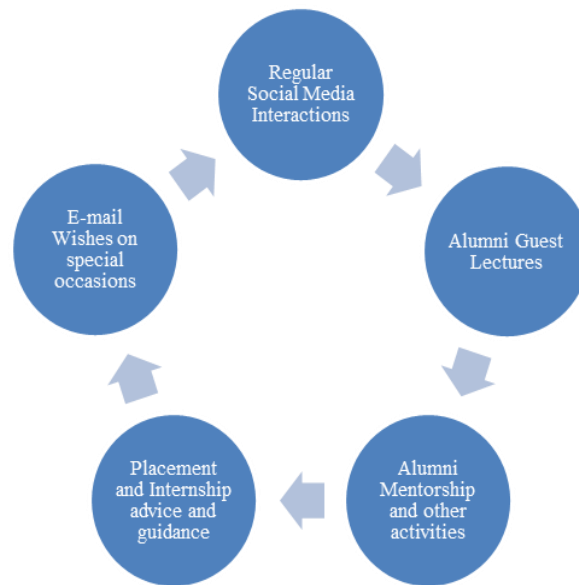 Regular
Social Media
Interactions
Alumni Guest
Lectures
Alumni
Mentorship
and other
activities
Placement
and Internship
advice and
guidance
E-mail
Wishes on
special
occasions